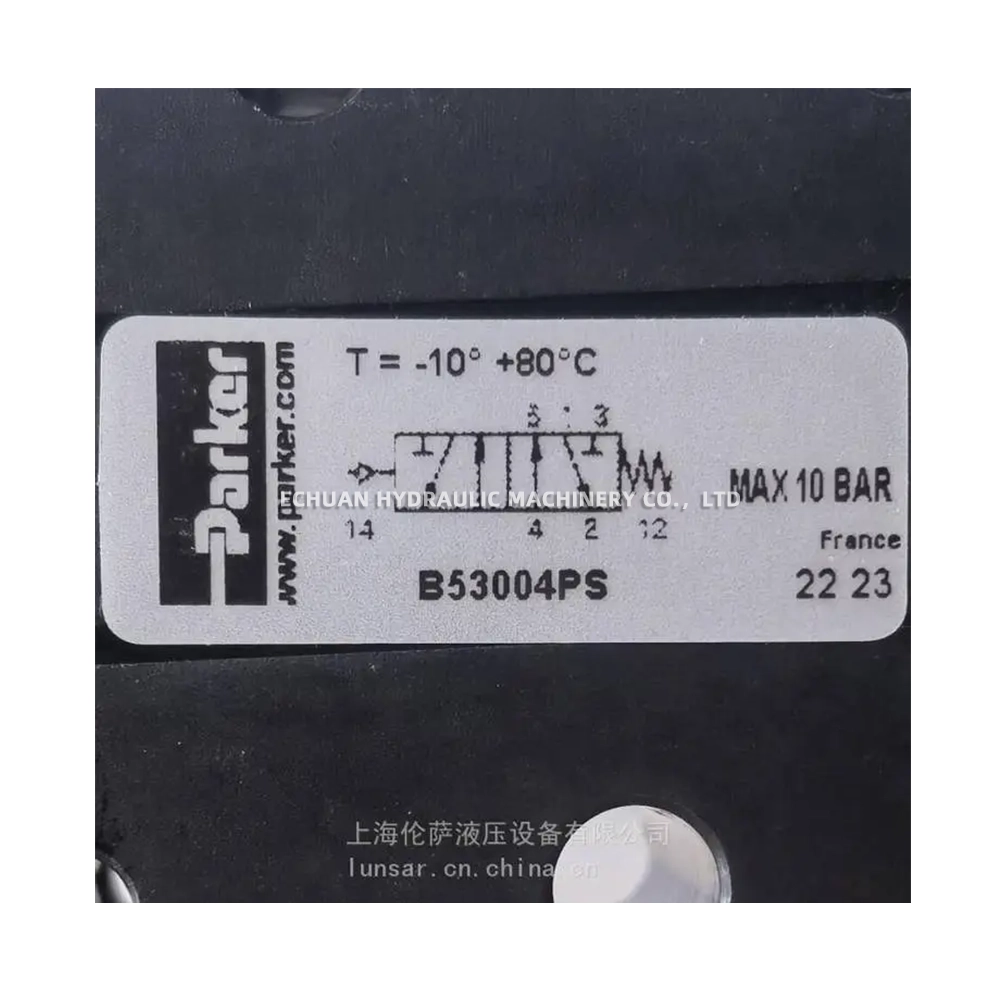 Parker
www.parker.com
T = -10° +80°C
5 1 3
14
4 2 12
MAX 10 BAR
France
B53004PS
22 23
ECHUAN HYDRAULIC MACHINERY CO., LTD
上海伦萨液压设备有限公司
lunsar.cn.china.cn